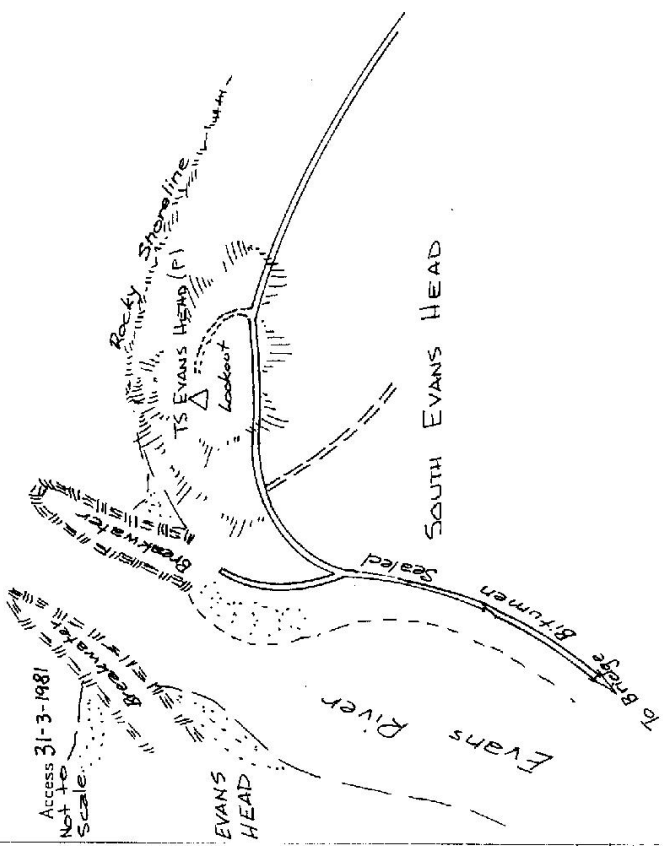 Access 31-3-1981
Not to
Scale
EVANS
HEAD
Breakwater
Breakwater
Rocky Shoreline
TS EVANS HEAD (P)
Lookout
SOUTH EVANS HEAD
Evans River
Sealed Bitumen
To Bridge